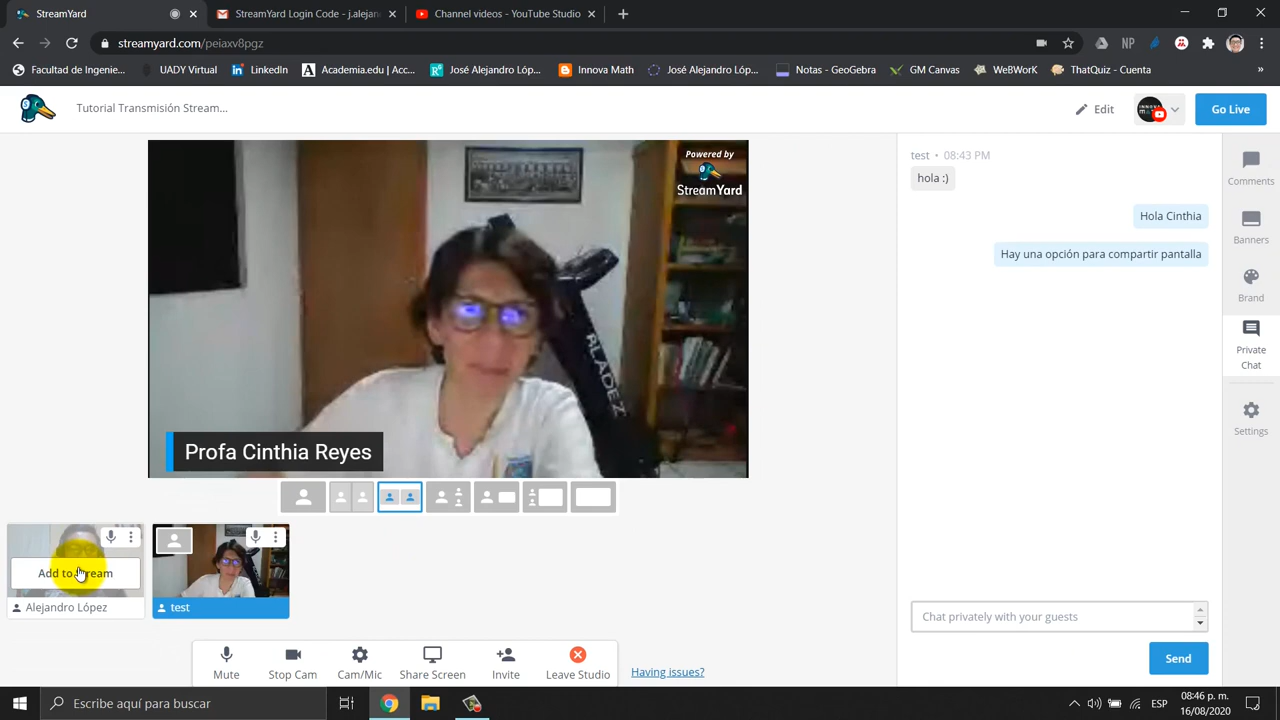 StreamYard
StreamYard Login Code - j.alejan
Channel videos - YouTube Studio
streamyard.com/peiaxv8pgz
Facultad de Ingenie...
UADY Virtual
LinkedIn
Academia.edu | Acc...
José Alejandro Lópe...
Innova Math
José Alejandro Lópe...
Notas - GeoGebra
GM Canvas
WeBWorK
ThatQuiz - Cuenta
NP
Tutorial Transmisión Stream...
Edit
Go Live
Powered by
StreamYard
Profa Cinthia Reyes
test • 08:43 PM
hola :)
Hola Cinthia
Hay una opción para compartir pantalla
Comments
Banners
Brand
Private
Chat
Settings
Add to stream
Alejandro López
test
Chat privately with your guests
Send
Mute
Stop Cam
Cam/Mic
Share Screen
Invite
Leave Studio
Having issues?
Escribe aquí para buscar
ESP
08:46 p. m.
16/08/2020